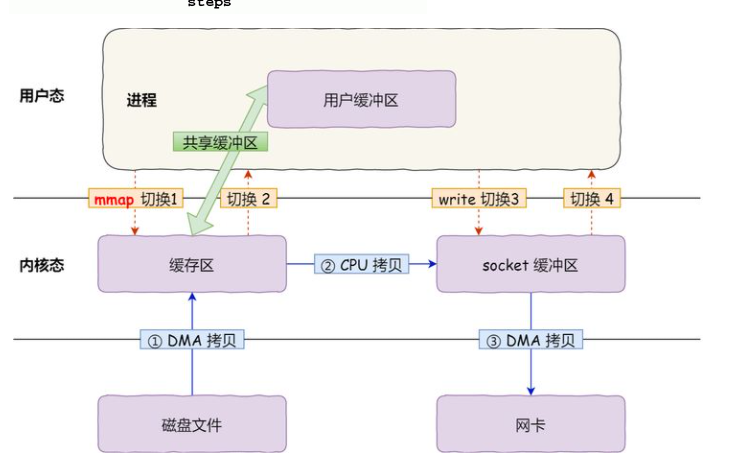 steps
用户态
进程
用户缓冲区
共享缓冲区
mmap 切换1
切换 2
write 切换3
切换 4
内核态
缓存区
② CPU 拷贝
socket 缓冲区
① DMA 拷贝
③ DMA 拷贝
磁盘文件
网卡